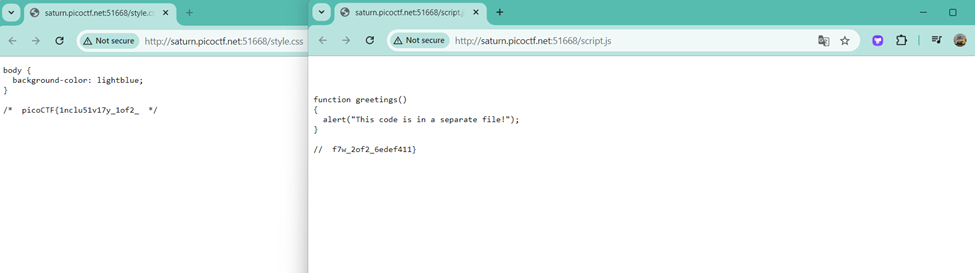 saturn.picoctf.net:51668/style.cs
Not secure
http://saturn.picoctf.net:51668/style.css
body {
  background-color: lightblue;
}
/*  picoCTF{1nclu51v17y_1of2_  */
saturn.picoctf.net:51668/script.j
Not secure
http://saturn.picoctf.net:51668/script.js
function greetings()
{
  alert("This code is in a separate file!");
}
//  f7w_2of2_6edef411}